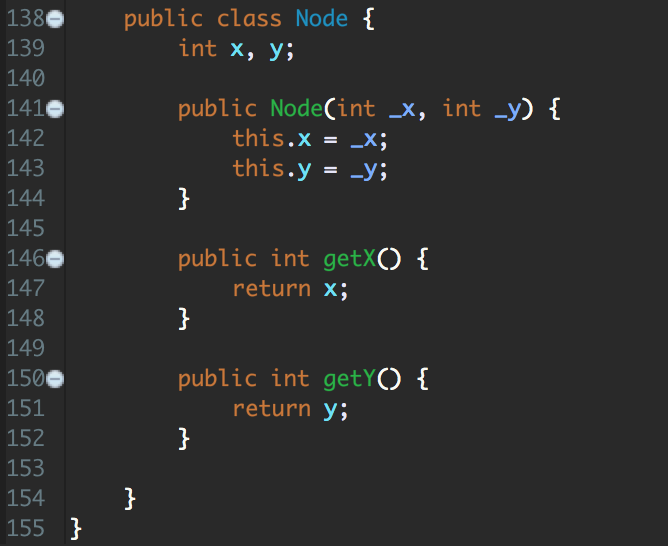 138 public class Node {
139 int x, y;
140
141 public Node(int _x, int _y) {
142 this.x = _x;
143 this.y = _y;
144 }
145
146 public int getX() {
147 return x;
148 }
149
150 public int getY() {
151 return y;
152 }
153
154 }
155 }